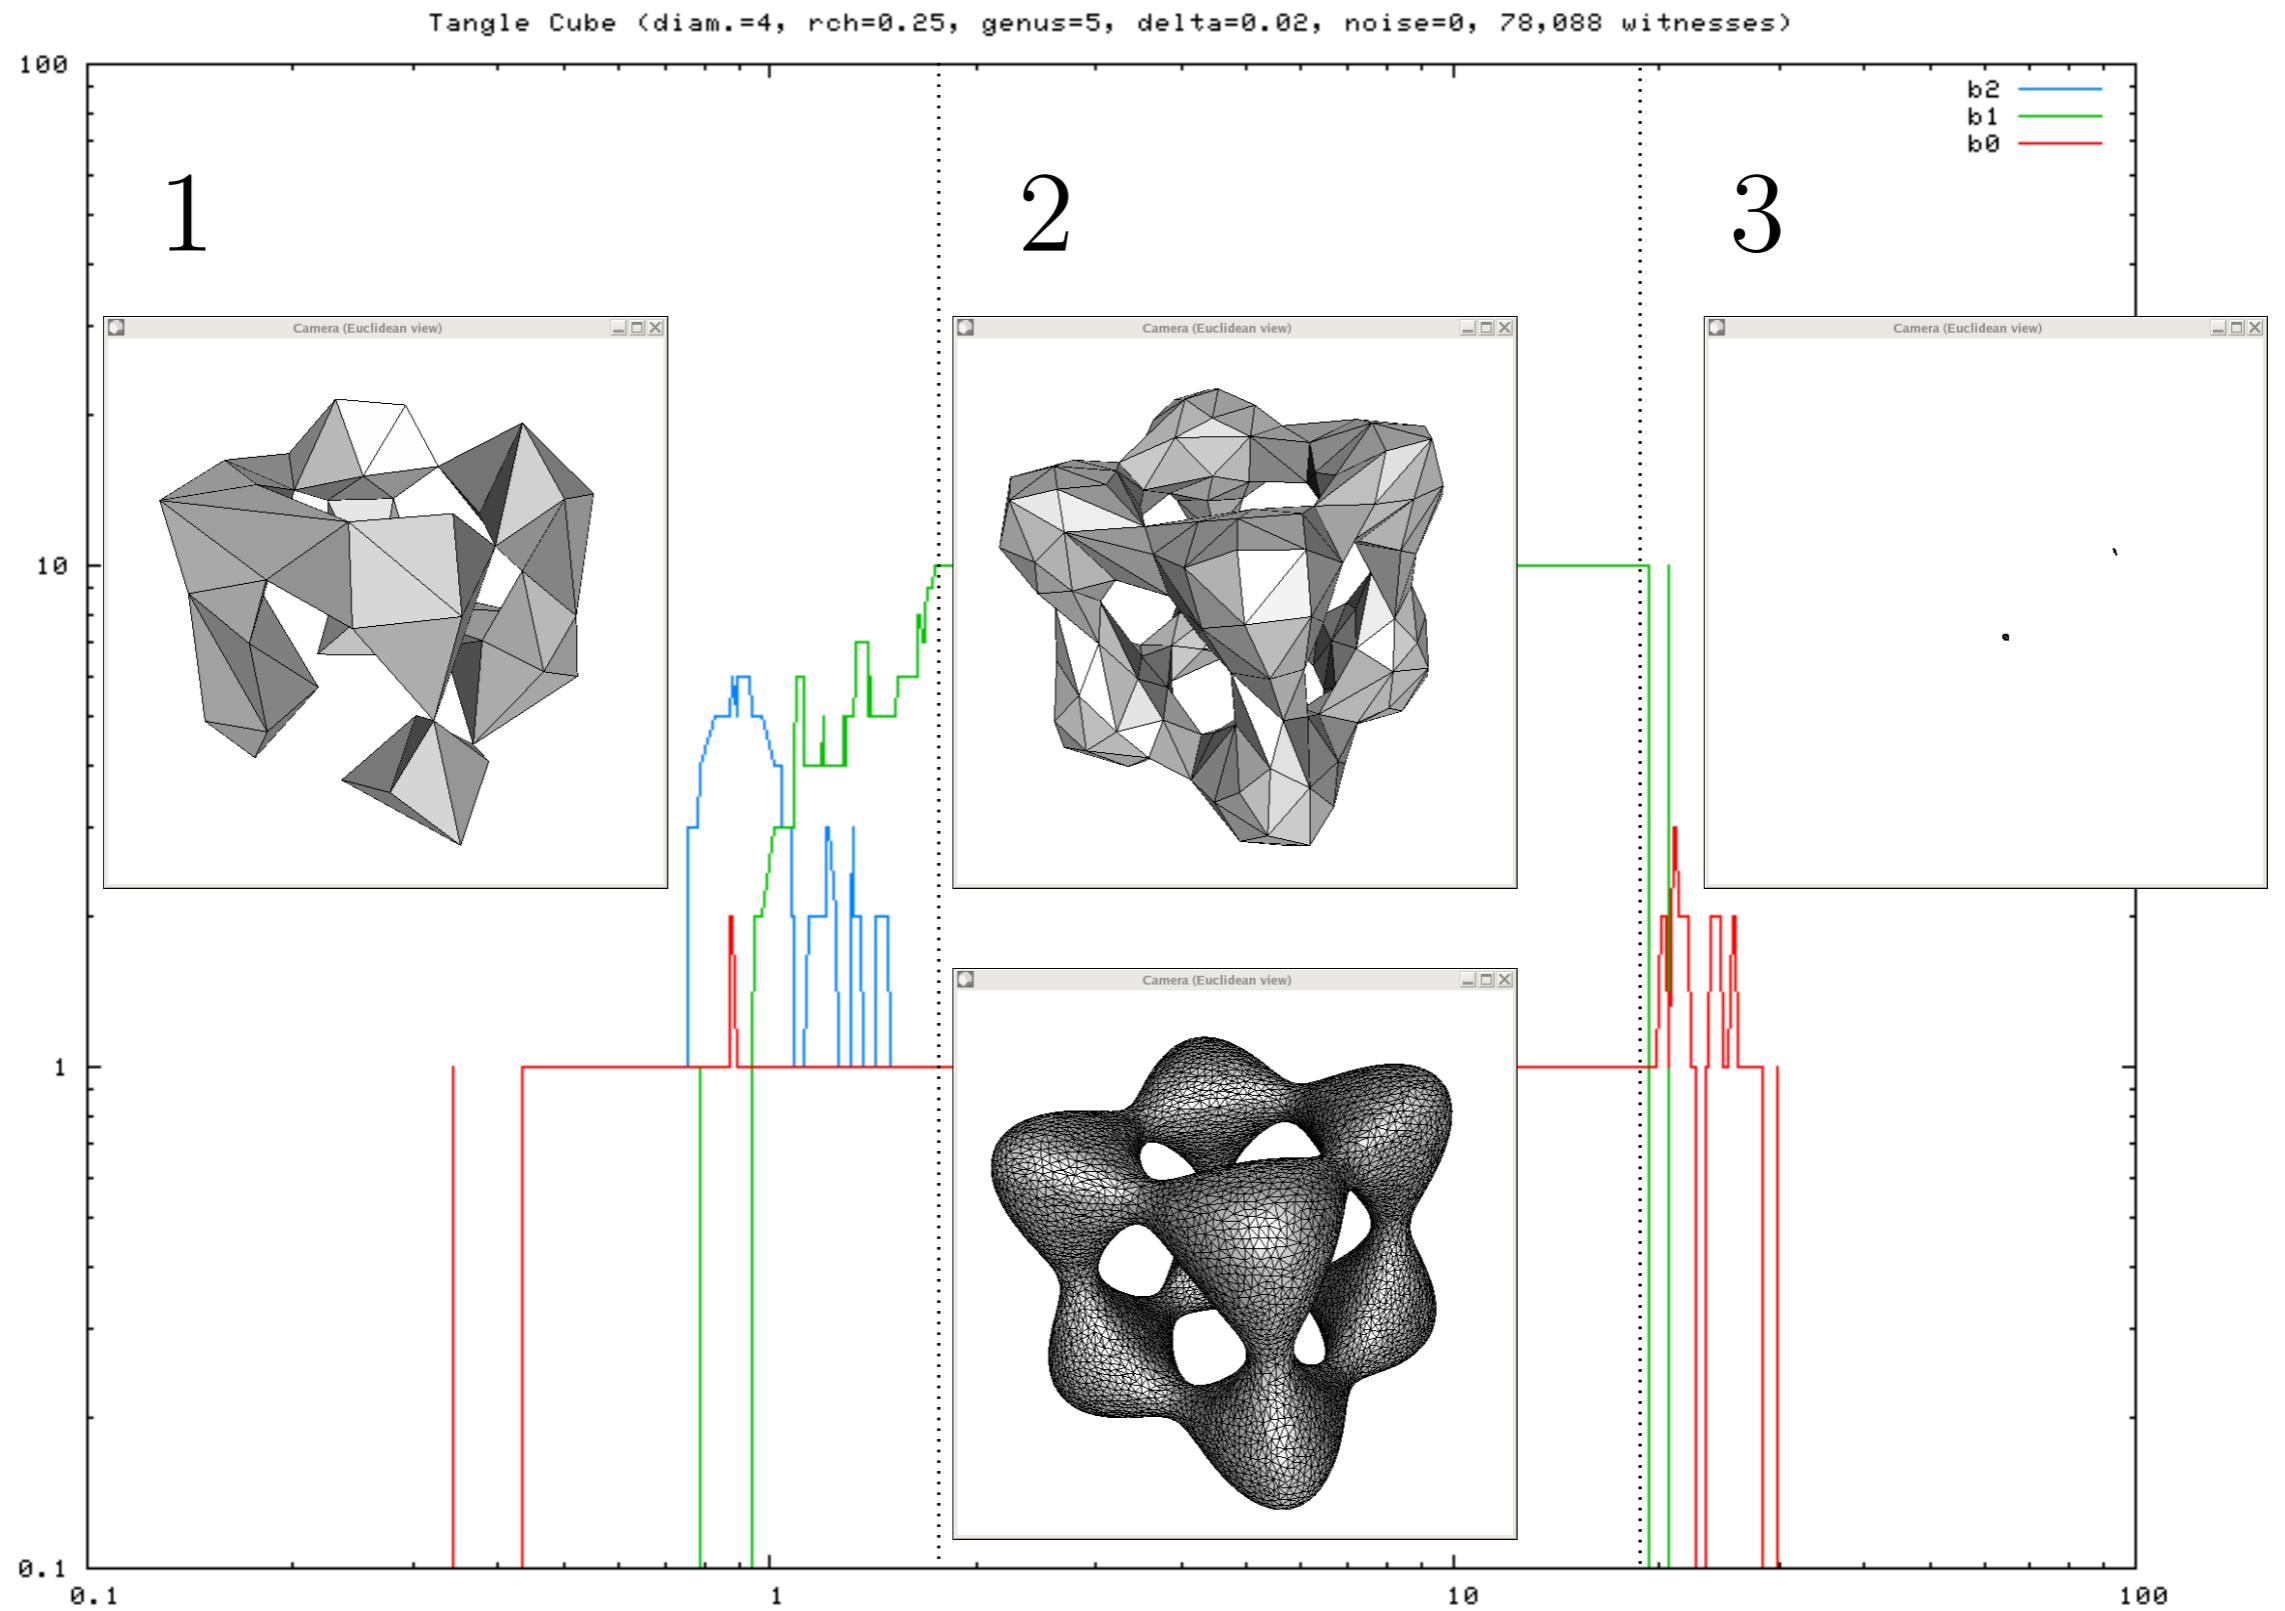 Tangle Cube (diam.=4, rch=0.25, genus=5, delta=0.02, noise=0, 78,088 witnesses)
100
b2
b1
b0
1
2
3
Camera (Euclidean view)
Camera (Euclidean view)
Camera (Euclidean view)
10
Camera (Euclidean view)
1
0.1
0.1
1
10
100